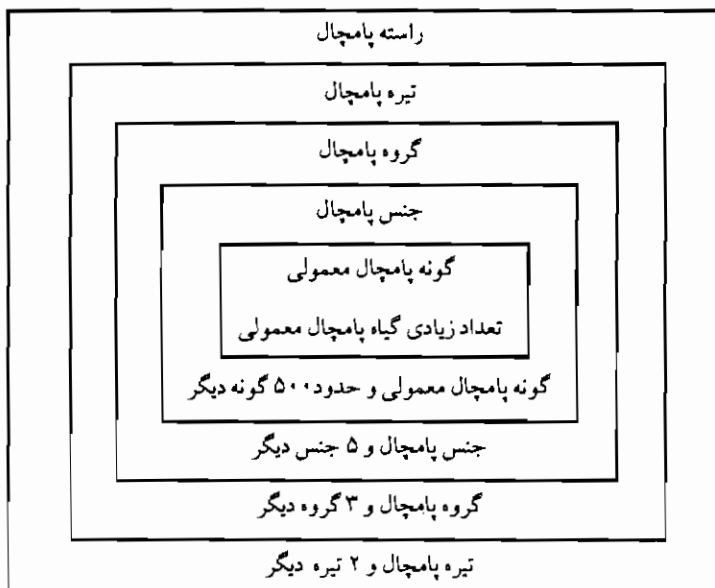 راسته پامچال
تیره پامچال
گروه پامچال
جنس پامچال
گونه پامچال معمولی
تعداد زیادی گیاه پامچال معمولی
گونه پامچال معمولی و حدود ۵۰۰ گونه دیگر
جنس پامچال و ۵ جنس دیگر
گروه پامچال و ۳ گروه دیگر
تیره پامچال و ۲ تیره دیگر